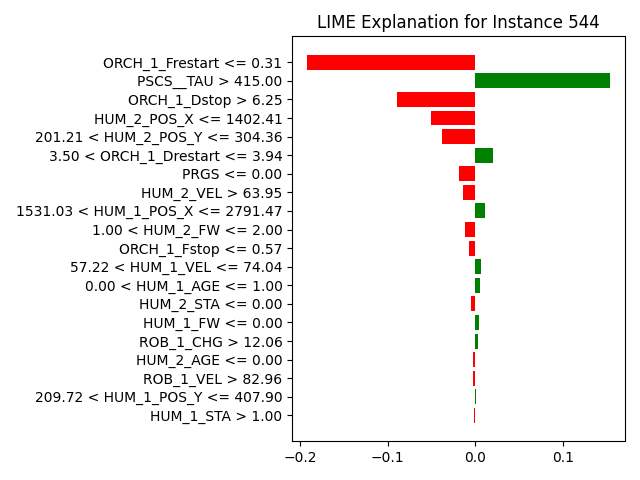 LIME Explanation for Instance 544
ORCH_1_Frestart <= 0.31
PSCS__TAU > 415.00
ORCH_1_Dstop > 6.25
HUM_2_POS_X <= 1402.41
201.21 < HUM_2_POS_Y <= 304.36
3.50 < ORCH_1_Drestart <= 3.94
PRGS <= 0.00
HUM_2_VEL > 63.95
1531.03 < HUM_1_POS_X <= 2791.47
1.00 < HUM_2_FW <= 2.00
ORCH_1_Fstop <= 0.57
57.22 < HUM_1_VEL <= 74.04
0.00 < HUM_1_AGE <= 1.00
HUM_2_STA <= 0.00
HUM_1_FW <= 0.00
ROB_1_CHG > 12.06
HUM_2_AGE <= 0.00
ROB_1_VEL > 82.96
209.72 < HUM_1_POS_Y <= 407.90
HUM_1_STA > 1.00
−0.2 −0.1 0.0 0.1